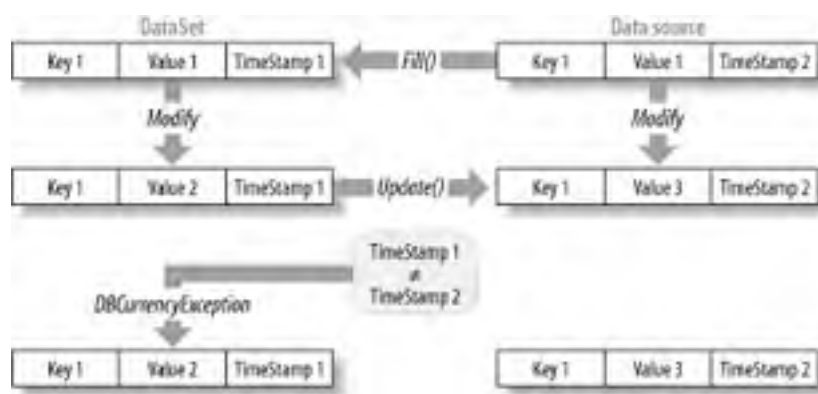 DataSet Data source
Key 1 Value 1 TimeStamp 1 Fill() Key 1 Value 1 TimeStamp 2
Modify Modify
Key 1 Value 2 TimeStamp 1 Update() Key 1 Value 3 TimeStamp 2
TimeStamp 1
≠
TimeStamp 2
DBCurrencyException
Key 1 Value 2 TimeStamp 1 Key 1 Value 3 TimeStamp 2